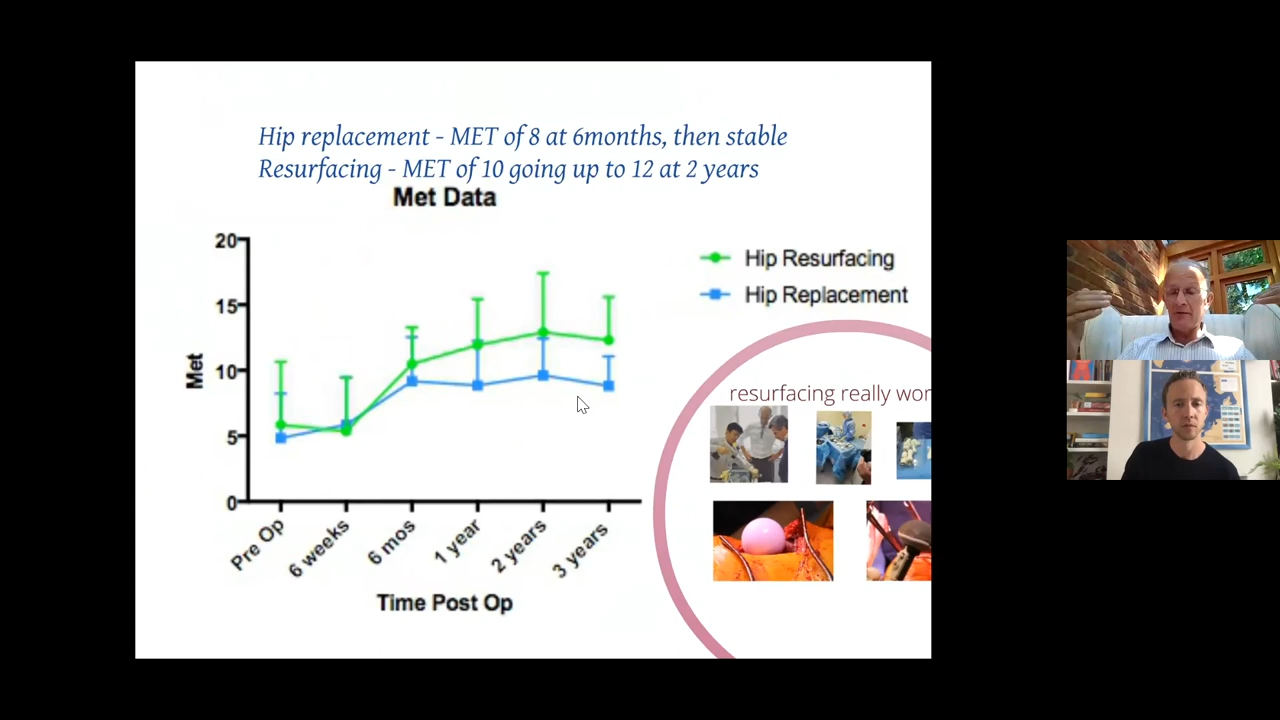 Hip replacement - MET of 8 at 6months, then stable
Resurfacing - MET of 10 going up to 12 at 2 years
Met Data
20
15
10
5
0
Met
Hip Resurfacing
Hip Replacement
resurfacing really wor
Pre Op
6 weeks
6 mos
1 year
2 years
3 years
Time Post Op